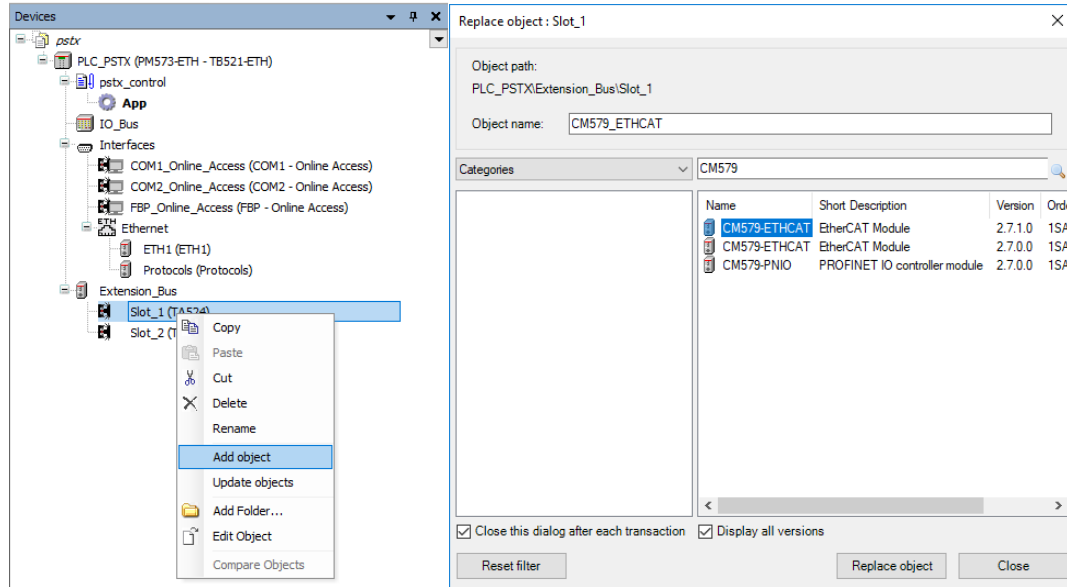 Devices
pstx
PLC_PSTX (PM573-ETH - TB521-ETH)
pstx_control
App
IO_Bus
Interfaces
COM1_Online_Access (COM1 - Online Access)
COM2_Online_Access (COM2 - Online Access)
FBP_Online_Access (FBP - Online Access)
ETH
Ethernet
ETH1 (ETH1)
Protocols (Protocols)
Extension_Bus
Slot_1 (TA524)
Slot_2 (T
Copy
Paste
Cut
Delete
Rename
Add object
Update objects
Add Folder...
Edit Object
Compare Objects
Replace object : Slot_1
Object path:
PLC_PSTX\Extension_Bus\Slot_1
Object name: CM579_ETHCAT
Categories CM579
Name Short Description Version Orde
CM579-ETHCAT EtherCAT Module 2.7.1.0 1SA
CM579-ETHCAT EtherCAT Module 2.7.0.0 1SA
CM579-PNIO PROFINET IO controller module 2.7.0.0 1SA
Close this dialog after each transaction Display all versions
Reset filter Replace object Close